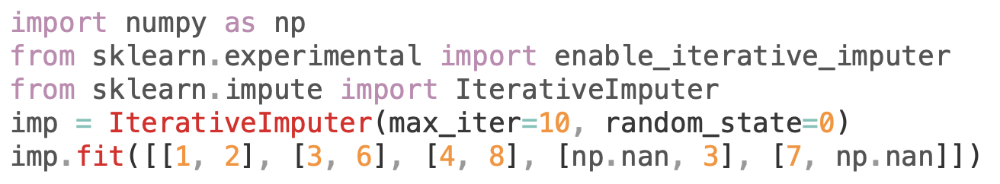 import numpy as np
from sklearn.experimental import enable_iterative_imputer
from sklearn.impute import IterativeImputer
imp = IterativeImputer(max_iter=10, random_state=0)
imp.fit([[1, 2], [3, 6], [4, 8], [np.nan, 3], [7, np.nan]])